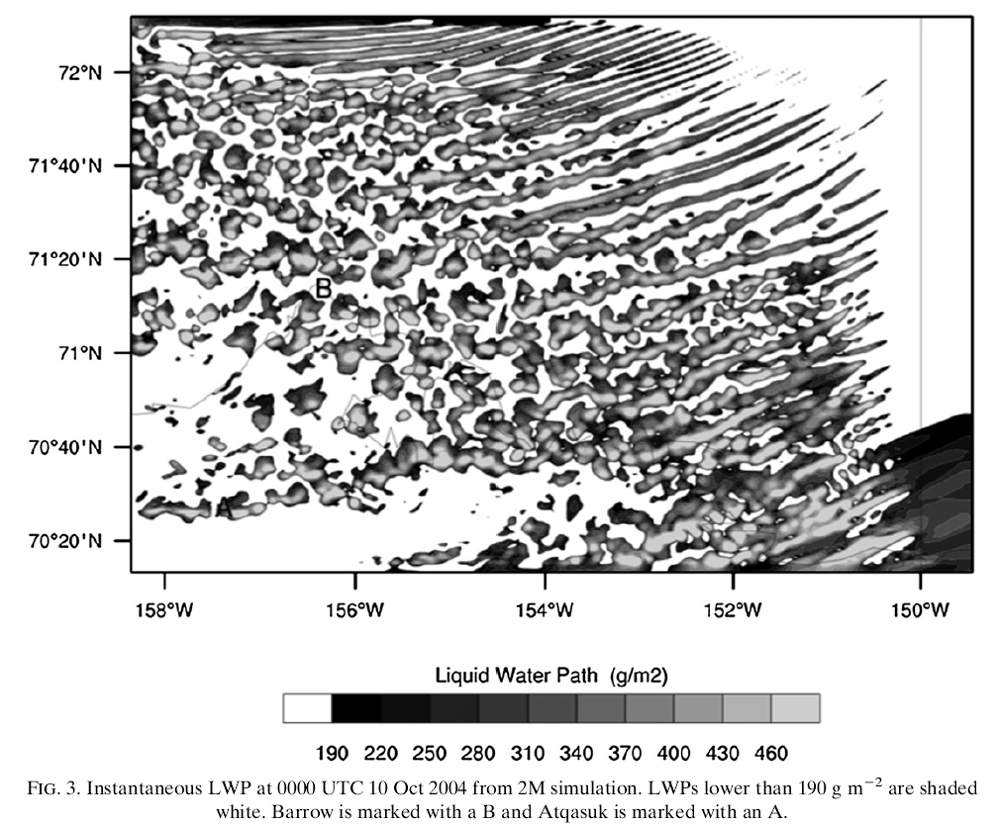 72°N
71°40'N
71°20'N
B
71°N
70°40'N
A
70°20'N
158°W 156°W 154°W 152°W 150°W
Liquid Water Path (g/m2)
190 220 250 280 310 340 370 400 430 460
FIG. 3. Instantaneous LWP at 0000 UTC 10 Oct 2004 from 2M simulation. LWPs lower than 190 g m−2 are shaded
white. Barrow is marked with a B and Atqasuk is marked with an A.